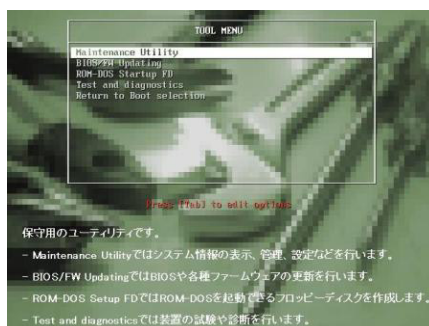 TOOL MENU
Maintenance Utility
BIOS/FW Updating
ROM-DOS Startup FD
Test and diagnostics
Return to Boot selection
Press [Tab] to edit options
保守用のユーティリティです。
- Maintenance Utilityではシステム情報の表示、管理、設定などを行います。
- BIOS/FW UpdatingではBIOSや各種ファームウェアの更新を行います。
- ROM-DOS Setup FDではROM-DOSを起動できるフロッピーディスクを作成します。
- Test and diagnosticsでは装置の試験や診断を行います。